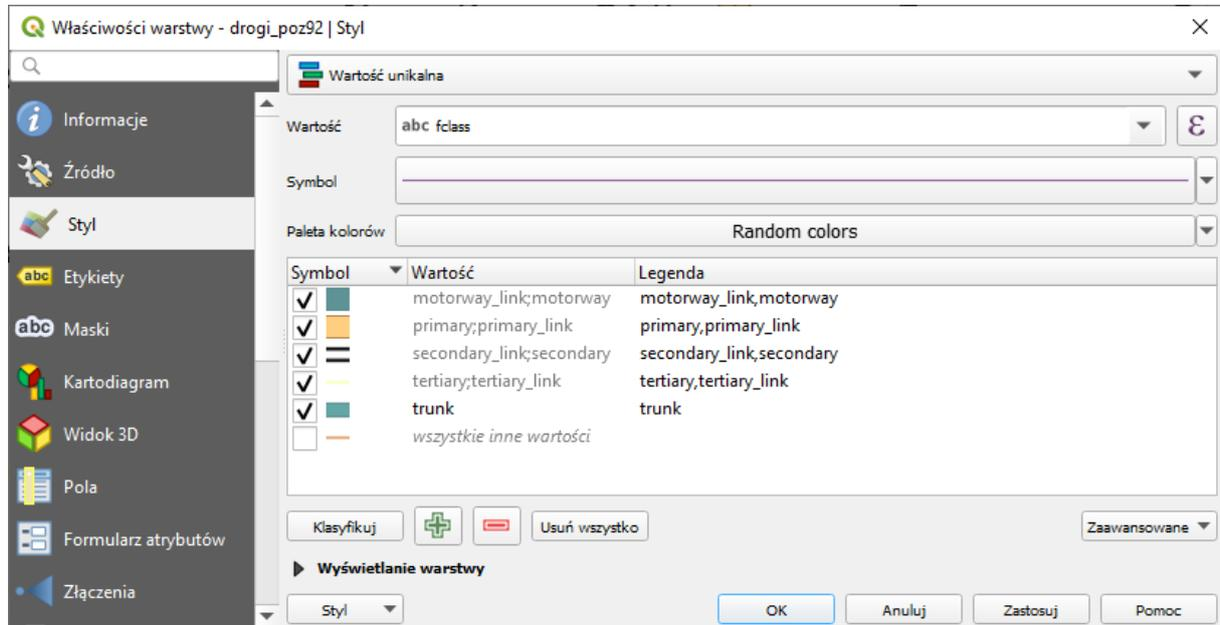 Właściwości warstwy - drogi_poz92 | Styl
Informacje
Źródło
Styl
abc Etykiety
abc Maski
Kartodiagram
Widok 3D
Pola
Formularz atrybutów
Złączenia
Wartość unikalna
Wartość abc fclass ε
Symbol
Paleta kolorów Random colors
Symbol Wartość Legenda
motorway_link;motorway motorway_link,motorway
primary;primary_link primary,primary_link
secondary_link;secondary secondary_link,secondary
tertiary;tertiary_link tertiary,tertiary_link
trunk trunk
wszystkie inne wartości
Klasyfikuj Usuń wszystko Zaawansowane
Wyświetlanie warstwy
Styl OK Anuluj Zastosuj Pomoc